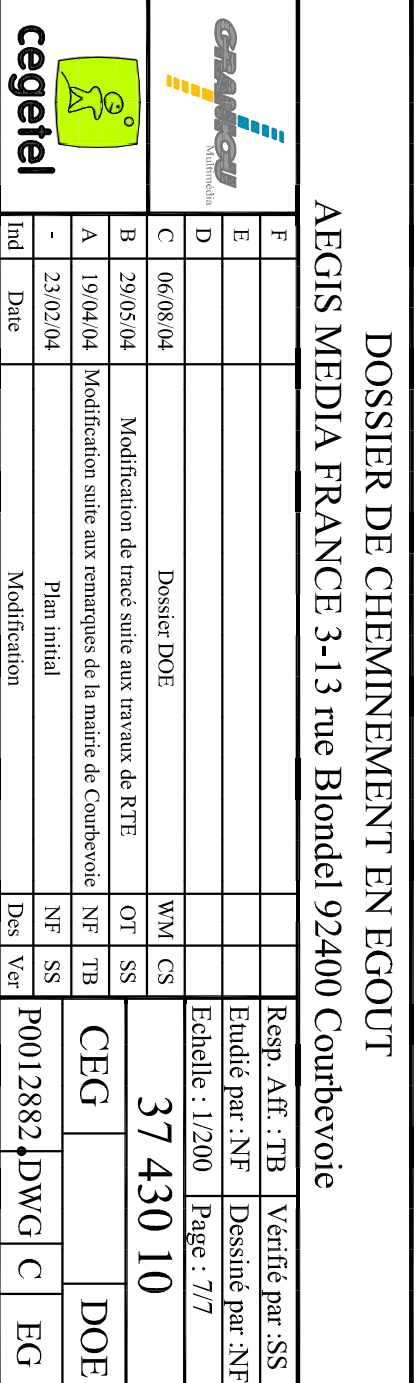 DOSSIER DE CHEMINEMENT EN EGOUT
AEGIS MEDIA FRANCE 3-13 rue Blondel 92400 Courbevoie
GRANIOU
Multimédia
cegetel
F
E
D
C 06/08/04 Dossier DOE WM CS
B 29/05/04 Modification de tracé suite aux travaux de RTE OT SS
A 19/04/04 Modification suite aux remarques de la mairie de Courbevoie NF TB
- 23/02/04 Plan initial NF SS
Ind Date Modification Des Ver
Resp. Aff. : TB Vérifié par :SS
Etudié par : NF Dessiné par :NF
Echelle : 1/200 Page : 7/7
37 430 10
CEG DOE
P0012882.DWG C EG